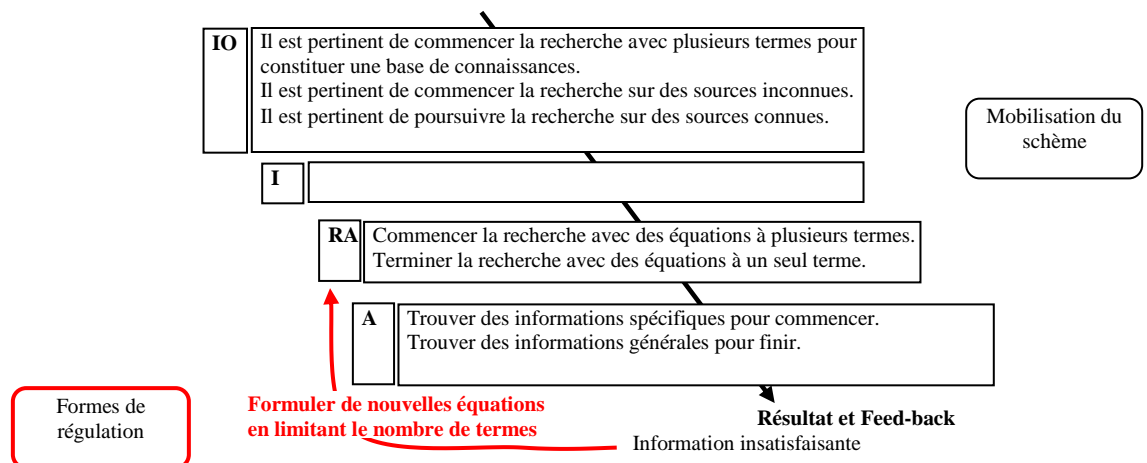 IO
Il est pertinent de commencer la recherche avec plusieurs termes pour
constituer une base de connaissances.
Il est pertinent de commencer la recherche sur des sources inconnues.
Il est pertinent de poursuivre la recherche sur des sources connues.
Mobilisation du
schème
I
RA
Commencer la recherche avec des équations à plusieurs termes.
Terminer la recherche avec des équations à un seul terme.
A
Trouver des informations spécifiques pour commencer.
Trouver des informations générales pour finir.
Formes de
régulation
Formuler de nouvelles équations
en limitant le nombre de termes
Résultat et Feed-back
Information insatisfaisante